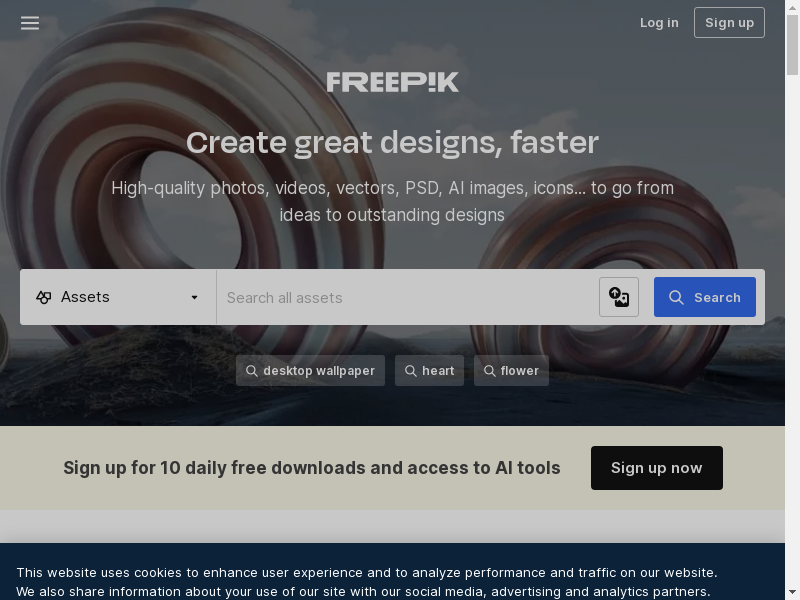 Log in
Sign up
FREEPIK
Create great designs, faster
High-quality photos, videos, vectors, PSD, AI images, icons... to go from
ideas to outstanding designs
Assets
Search all assets
Search
desktop wallpaper
heart
flower
Sign up for 10 daily free downloads and access to AI tools
Sign up now
This website uses cookies to enhance user experience and to analyze performance and traffic on our website.
We also share information about your use of our site with our social media, advertising and analytics partners.